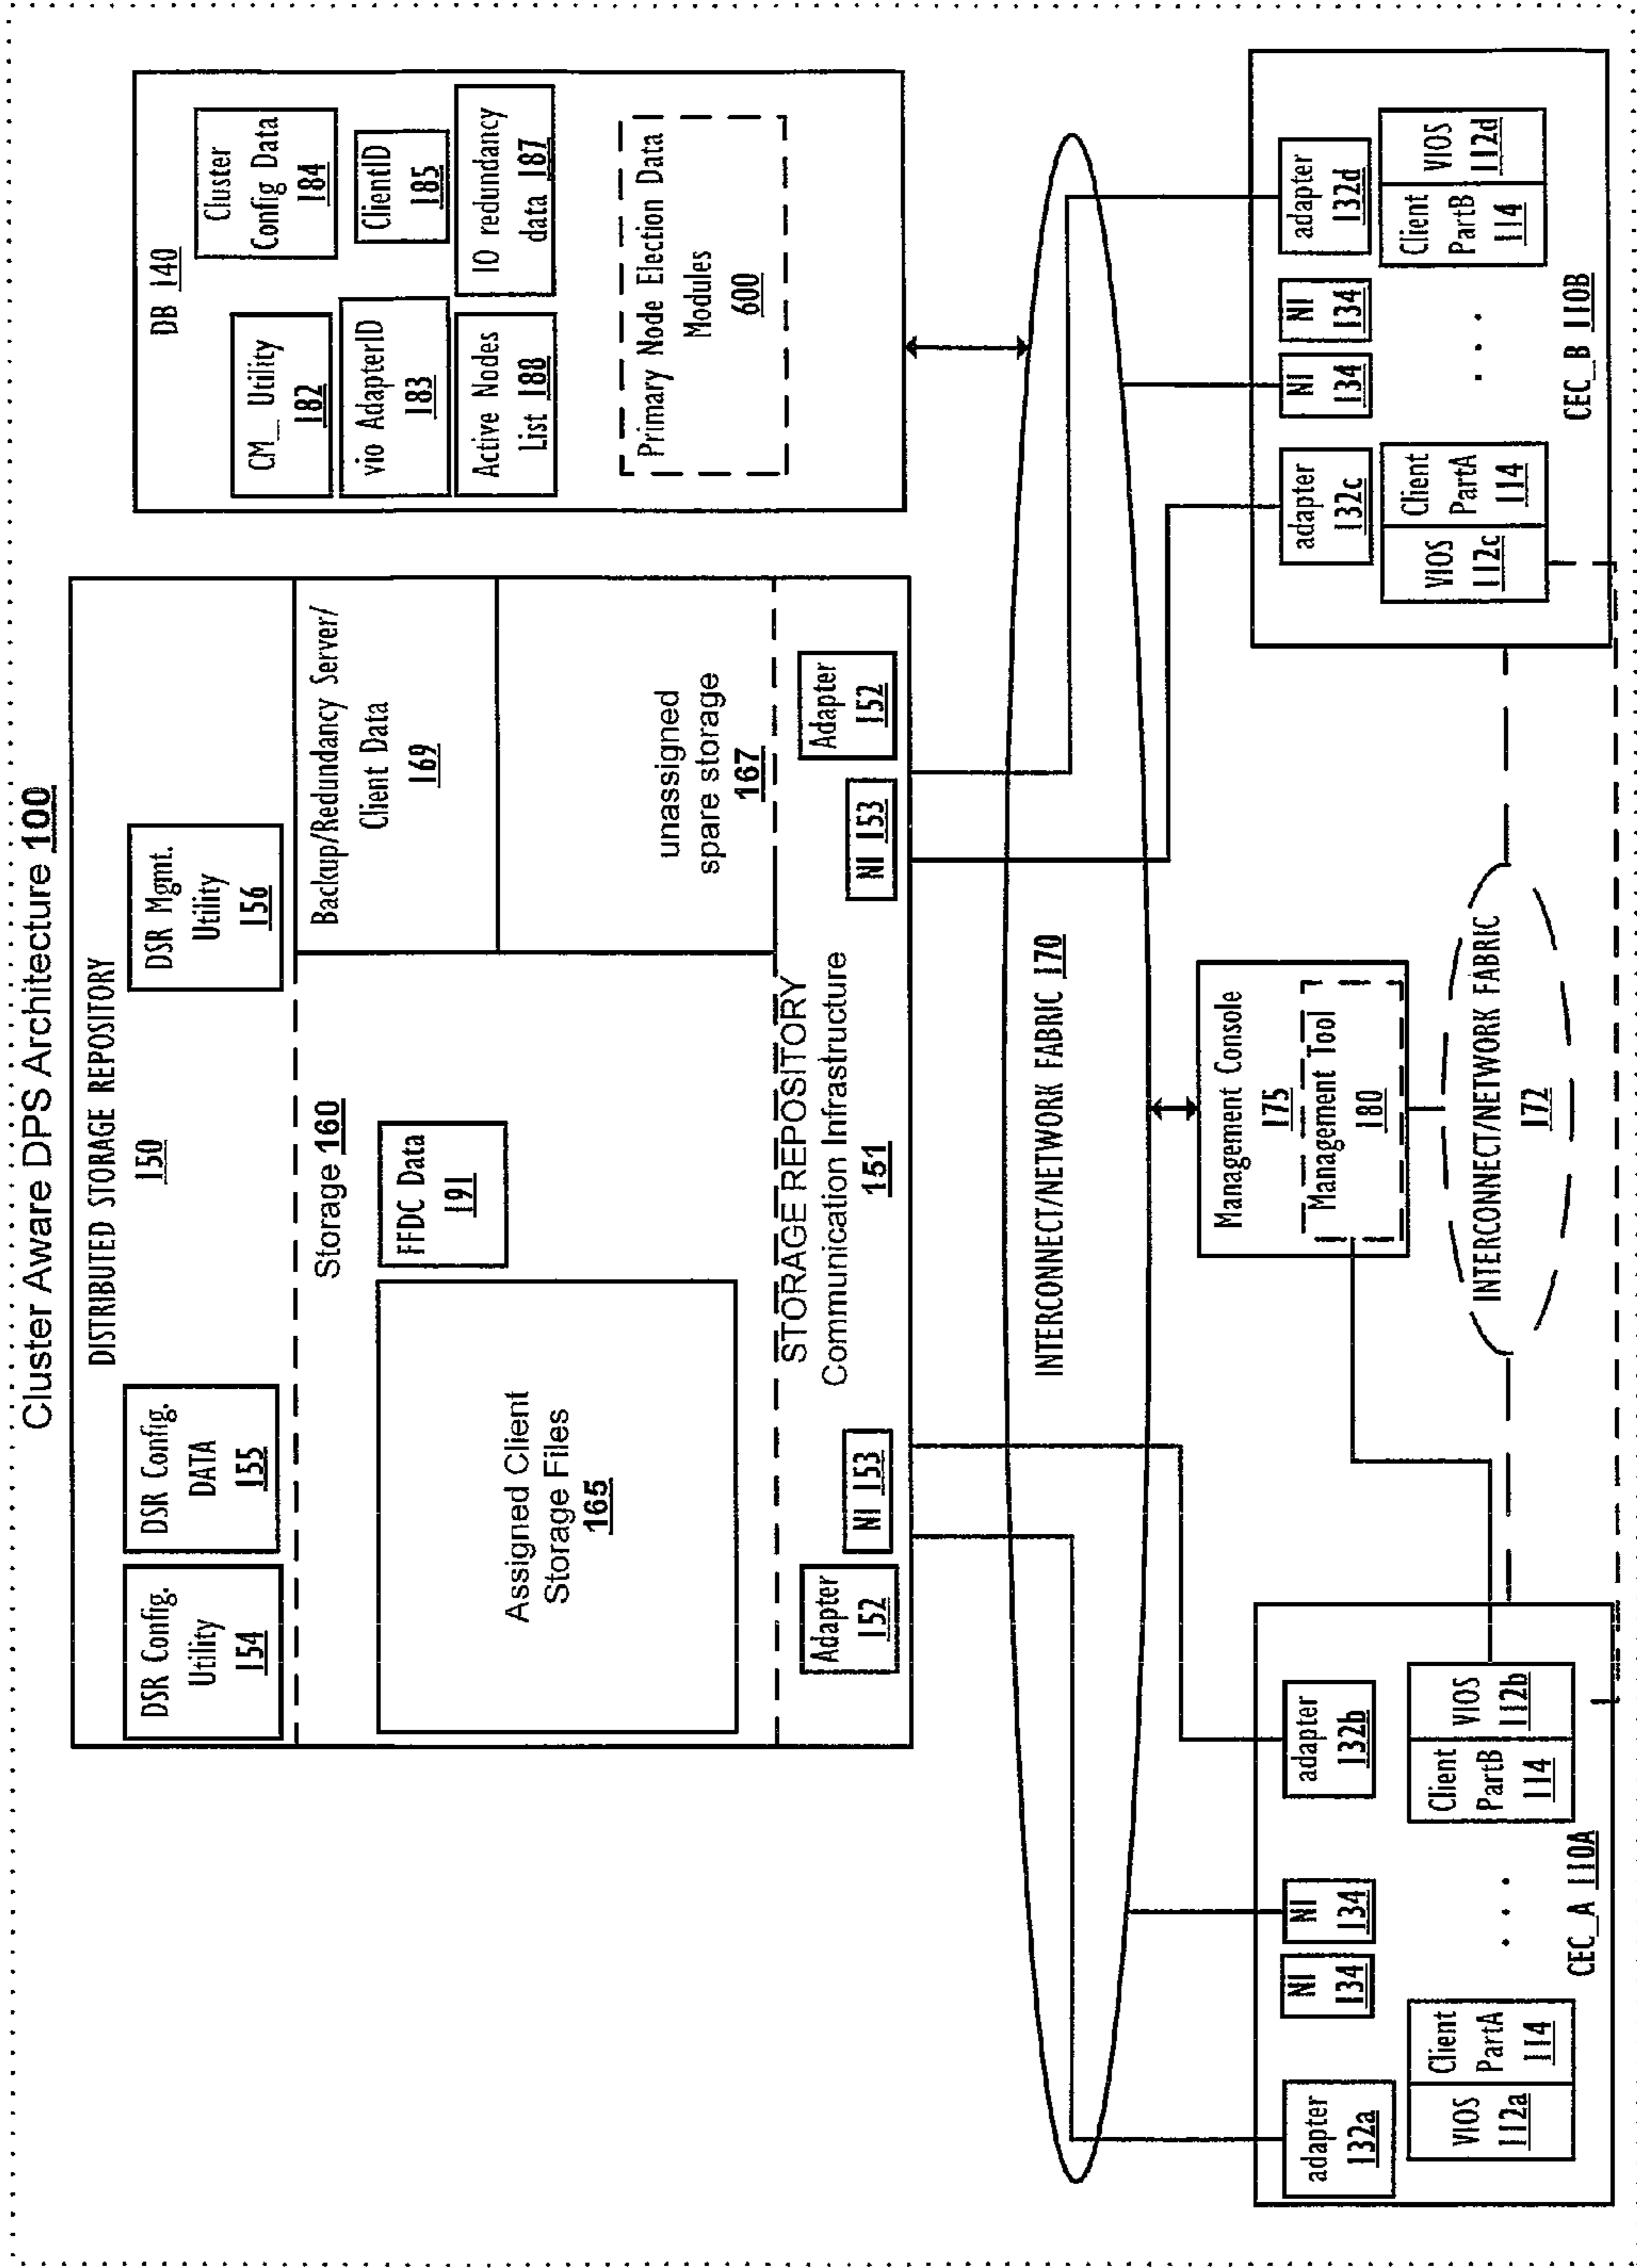 Cluster Aware DPS Architecture 100
DISTRIBUTED STORAGE REPOSITORY
150
DSR Config.
Utility
154
DSR Config.
DATA
155
DSR Mgmt.
Utility
156
Storage 160
Assigned Client
Storage Files
165
FFDC Data
191
Backup/Redundancy Server/
Client Data
169
unassigned
spare storage
167
STORAGE REPOSITORY
Communication Infrastructure
151
Adapter
152
NI 153
NI 153
Adapter
152
DB 140
CM_ Utility
182
Cluster
Config Data
184
vio AdapterID
183
ClientID
185
Active Nodes
List 188
IO redundancy
data 187
Primary Node Election Data
Modules
600
INTERCONNECT/NETWORK FABRIC 170
Management Console
175
Management Tool
180
INTERCONNECT/NETWORK FABRIC
172
adapter
132a
NI
134
NI
134
adapter
132b
VIOS
112a
Client
PartA
114
. . .
Client
PartB
114
VIOS
112b
CEC_A 110A
adapter
132c
NI
134
NI
134
adapter
132d
VIOS
112c
Client
PartA
114
. . .
Client
PartB
114
VIOS
112d
CEC_B 110B